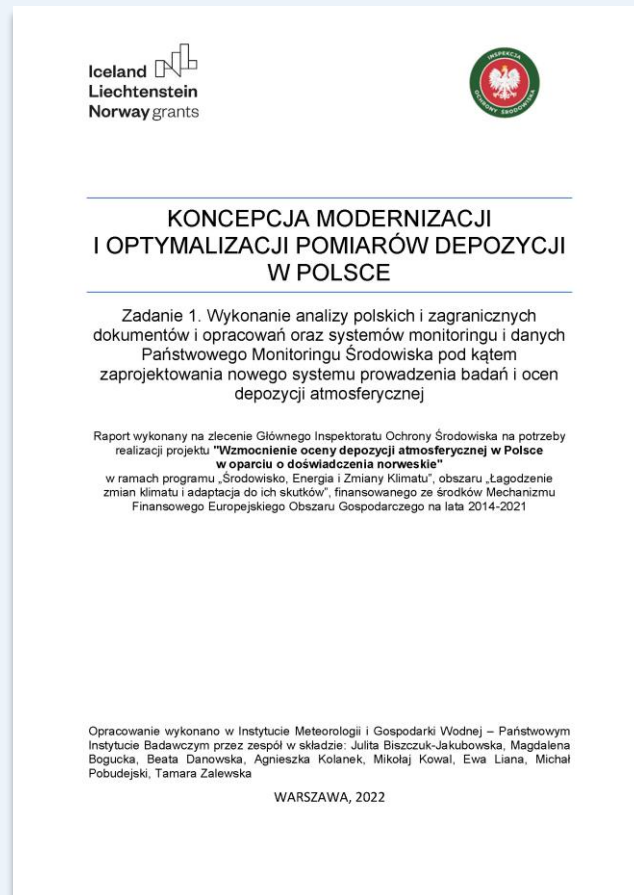 Iceland
Liechtenstein
Norway grants
INSPEKCJA
OCHRONY ŚRODOWISKA
KONCEPCJA MODERNIZACJI
I OPTYMALIZACJI POMIARÓW DEPOZYCJI
W POLSCE
Zadanie 1. Wykonanie analizy polskich i zagranicznych
dokumentów i opracowań oraz systemów monitoringu i danych
Państwowego Monitoringu Środowiska pod kątem
zaprojektowania nowego systemu prowadzenia badań i ocen
depozycji atmosferycznej
Raport wykonany na zlecenie Głównego Inspektoratu Ochrony Środowiska na potrzeby
realizacji projektu "Wzmocnienie oceny depozycji atmosferycznej w Polsce
w oparciu o doświadczenia norweskie"
w ramach programu „Środowisko, Energia i Zmiany Klimatu”, obszaru „Łagodzenie
zmian klimatu i adaptacja do ich skutków”, finansowanego ze środków Mechanizmu
Finansowego Europejskiego Obszaru Gospodarczego na lata 2014-2021
Opracowanie wykonano w Instytucie Meteorologii i Gospodarki Wodnej – Państwowym
Instytucie Badawczym przez zespół w składzie: Julita Biszczuk-Jakubowska, Magdalena
Bogucka, Beata Danowska, Agnieszka Kolanek, Mikołaj Kowal, Ewa Liana, Michał
Pobudejski, Tamara Zalewska
WARSZAWA, 2022